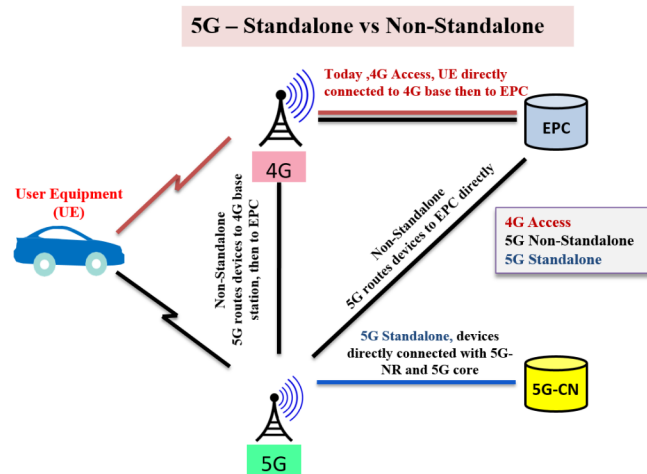 5G – Standalone vs Non-Standalone
Today ,4G Access, UE directly
connected to 4G base then to EPC
EPC
4G
User Equipment
(UE)
Non-Standalone
5G routes devices to 4G base
station, then to EPC
Non-Standalone
5G routes devices to EPC directly
4G Access
5G Non-Standalone
5G Standalone
5G Standalone, devices
directly connected with 5G-
NR and 5G core
5G-CN
5G